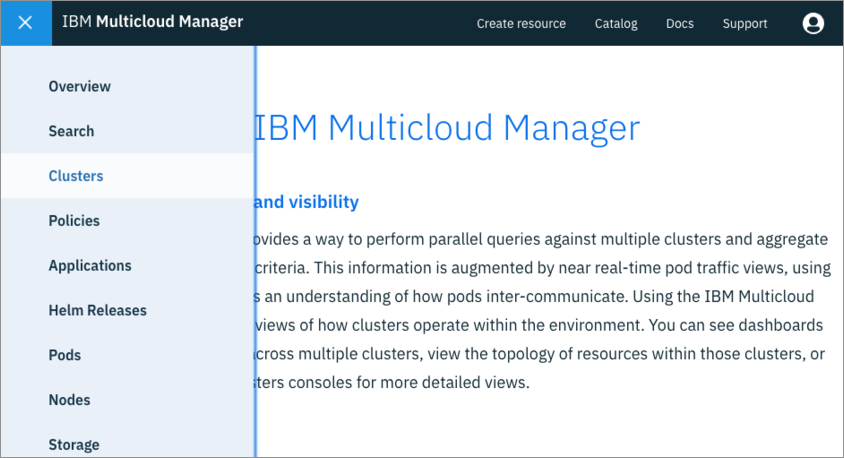 IBM Multicloud Manager
Create resource Catalog Docs Support
Overview
Search
Clusters
Policies
Applications
Helm Releases
Pods
Nodes
Storage
IBM Multicloud Manager
and visibility
a way to perform parallel queries against multiple clusters and aggregate
criteria. This information is augmented by near real-time pod traffic views, using
an understanding of how pods inter-communicate. Using the IBM Multicloud
views of how clusters operate within the environment. You can see dashboards
across multiple clusters, view the topology of resources within those clusters, or
consoles for more detailed views.